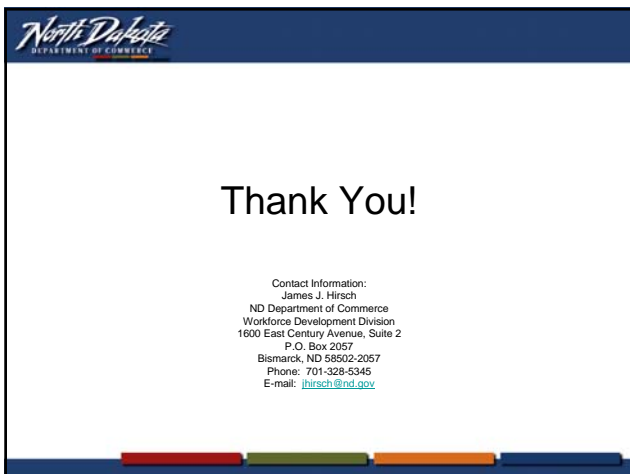 North Dakota
DEPARTMENT OF COMMERCE
Thank You!
Contact Information:
James J. Hirsch
ND Department of Commerce
Workforce Development Division
1600 East Century Avenue, Suite 2
P.O. Box 2057
Bismarck, ND 58502-2057
Phone: 701-328-5345
E-mail: jhirsch@nd.gov